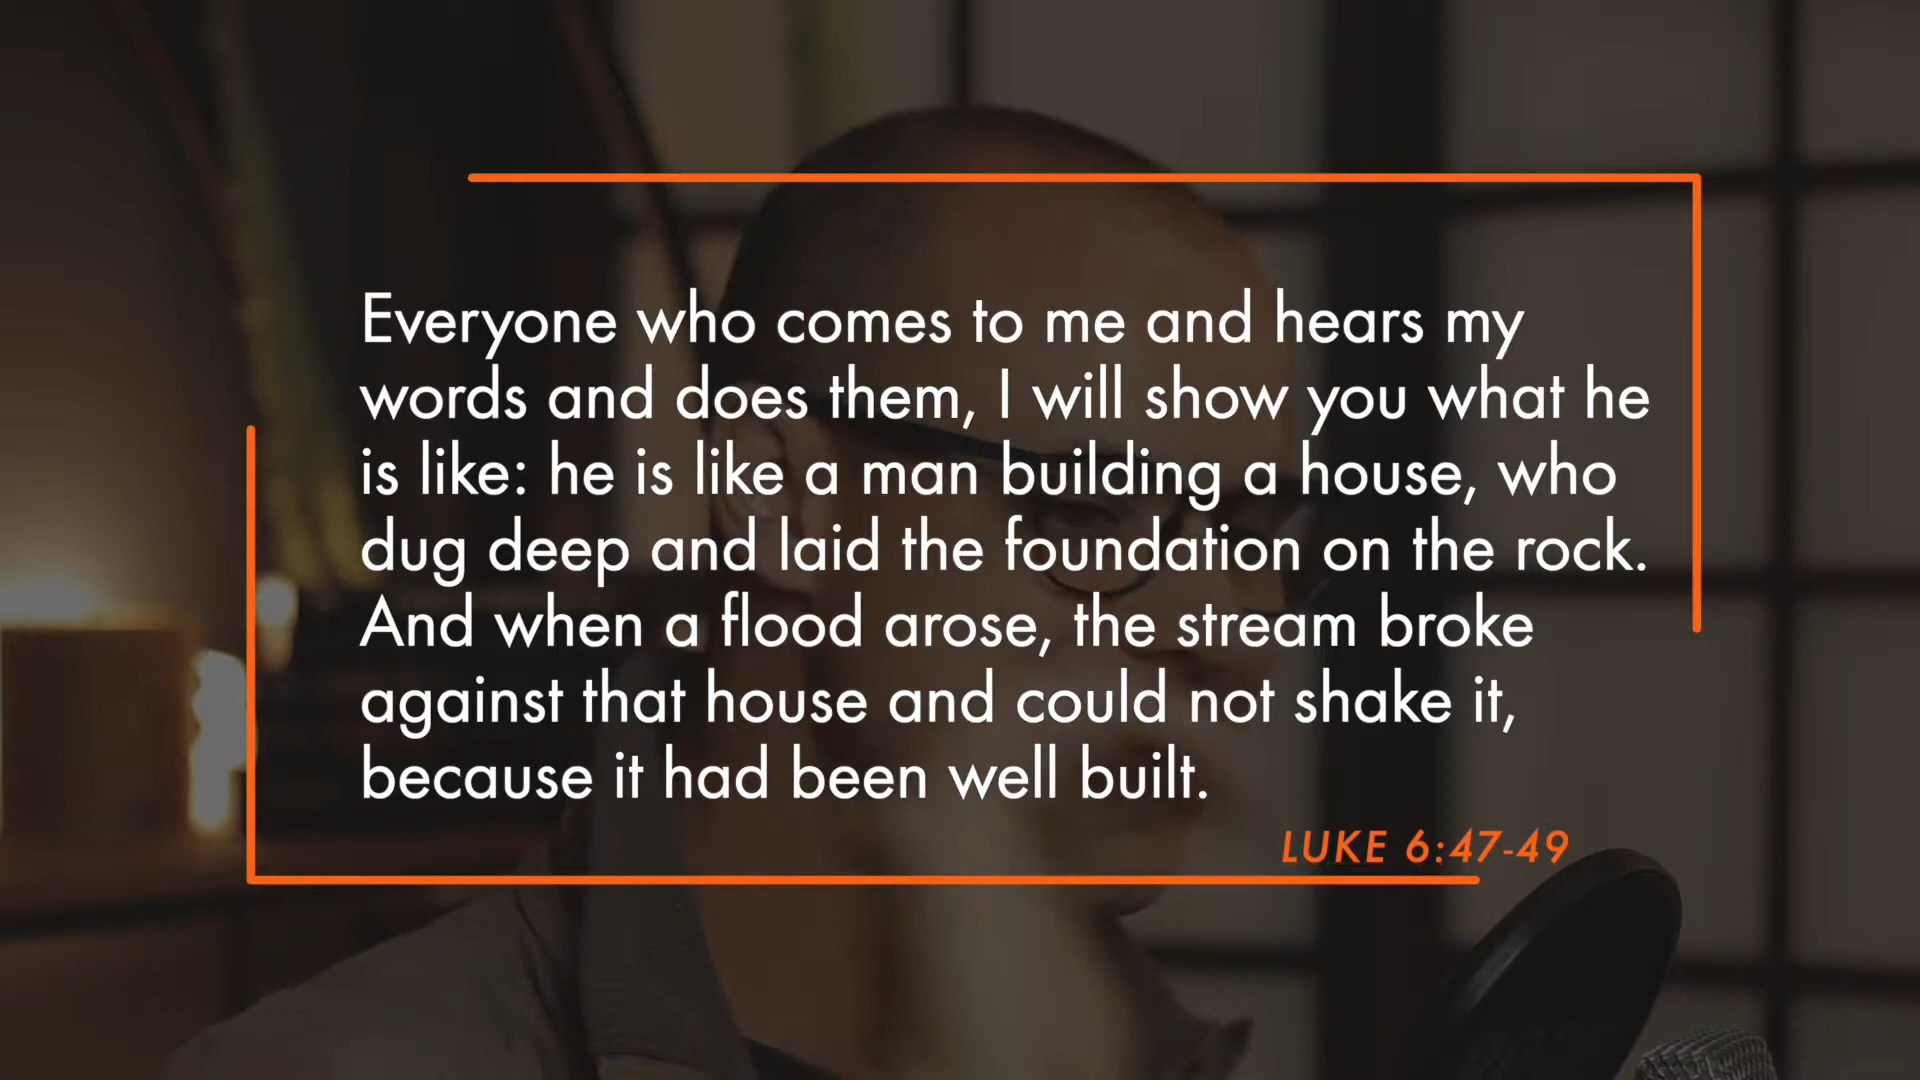 Everyone who comes to me and hears my
words and does them, I will show you what he
is like: he is like a man building a house, who
dug deep and laid the foundation on the rock.
And when a flood arose, the stream broke
against that house and could not shake it,
because it had been well built.
LUKE 6:47-49